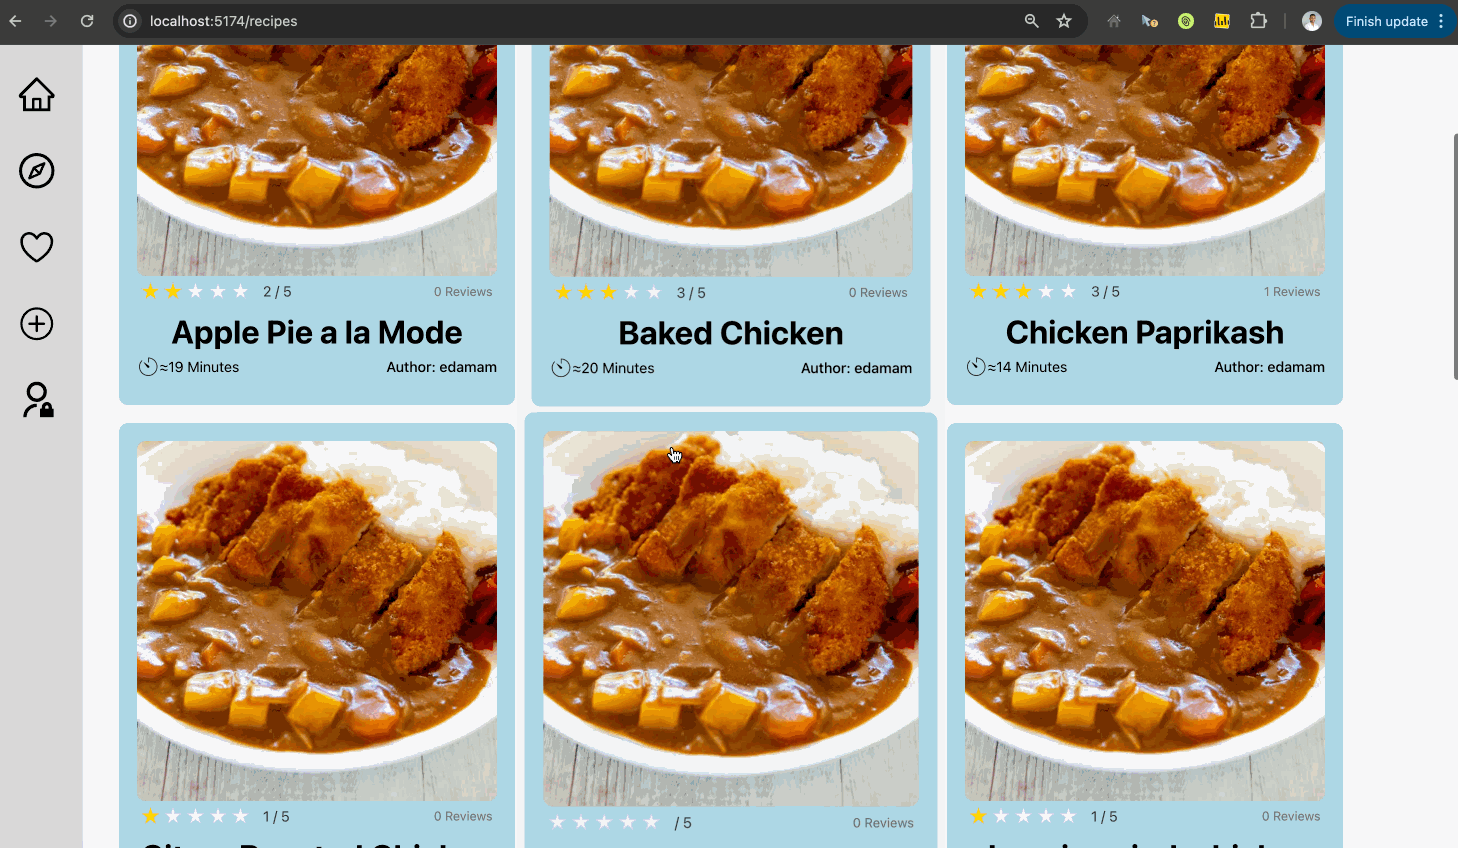 localhost:5174/recipes
Finish update
2 / 5
0 Reviews
3 / 5
0 Reviews
3 / 5
1 Reviews
Apple Pie a la Mode
Baked Chicken
Chicken Paprikash
≈19 Minutes
Author: edamam
≈20 Minutes
Author: edamam
≈14 Minutes
Author: edamam
1 / 5
0 Reviews
/ 5
0 Reviews
1 / 5
0 Reviews